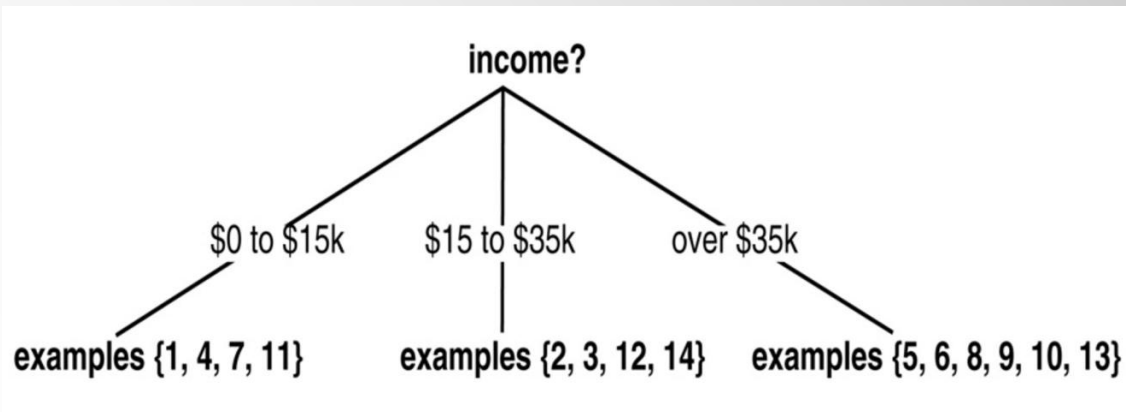 income?
$0 to $15k $15 to $35k over $35k
examples {1, 4, 7, 11} examples {2, 3, 12, 14} examples {5, 6, 8, 9, 10, 13}